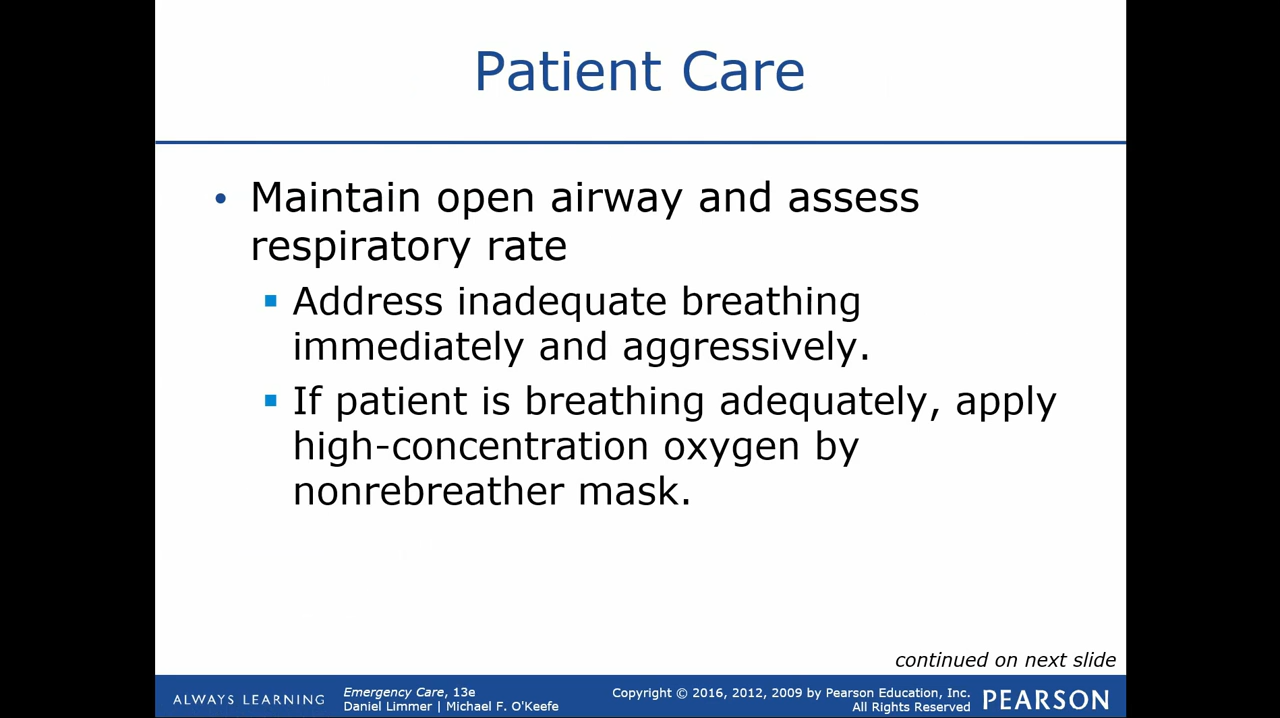 Patient Care
• Maintain open airway and assess
respiratory rate
▪ Address inadequate breathing
immediately and aggressively.
▪ If patient is breathing adequately, apply
high-concentration oxygen by
nonrebreather mask.
continued on next slide
ALWAYS LEARNING
Emergency Care, 13e
Daniel Limmer | Michael F. O'Keefe
Copyright © 2016, 2012, 2009 by Pearson Education, Inc.
All Rights Reserved
PEARSON